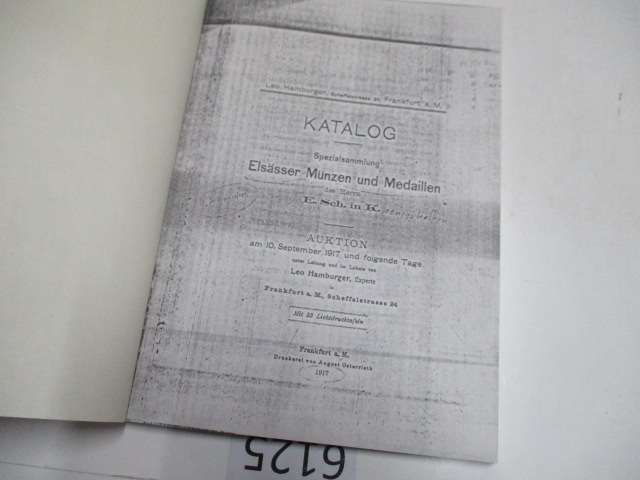 Leo Hamburger, Scheffelstrasse 24, Frankfurt a. M.
KATALOG
Spezialsammlung
Elsässer Münzen und Medaillen
des Herrn
E. Sch. in K.
AUKTION
am 10. September 1917 und folgende Tage
unter Leitung und im Lokale von
Leo Hamburger, Experte
in
Frankfurt a. M., Scheffelstrasse 24
Mit 23 Lichtdrucktafeln
Frankfurt a. M.
Druckerei von August Osterrieth
1917
6125